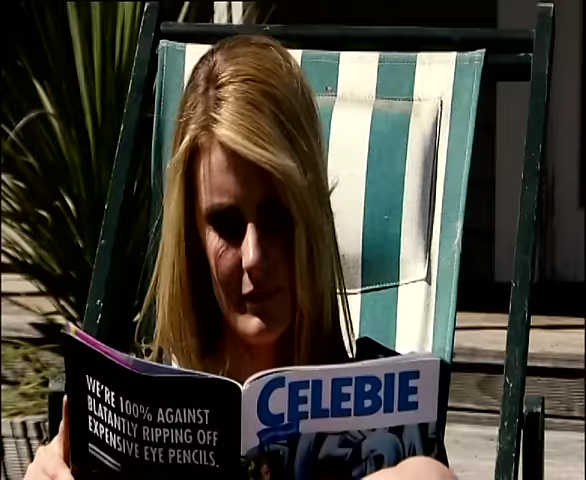 WE'RE 100% AGAINST
BLATANTLY RIPPING OFF
EXPENSIVE EYE PENCILS.
CELEBIE